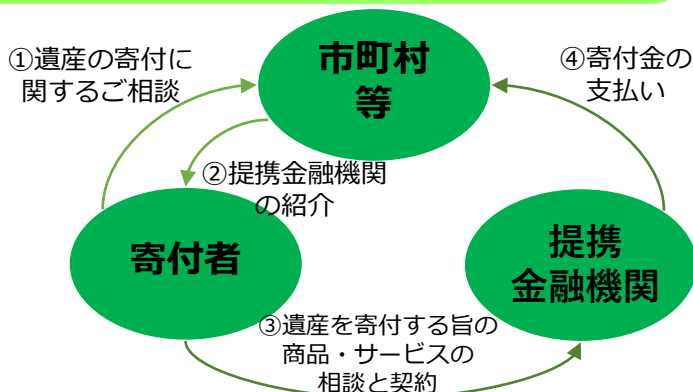 ①遺産の寄付に
関するご相談
市町村
等
④寄付金の
支払い
②提携金融機関
の紹介
寄付者
提携
金融機関
③遺産を寄付する旨の
商品・サービスの
相談と契約